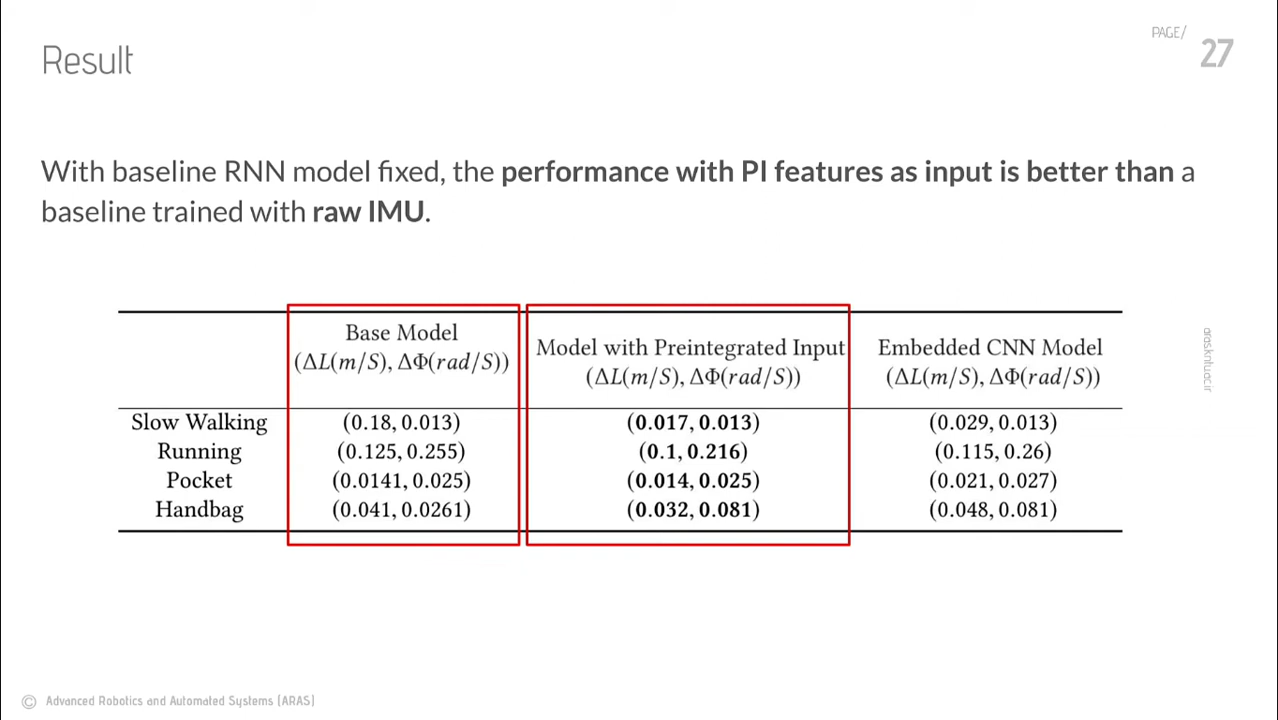 PAGE/
27
Result
With baseline RNN model fixed, the performance with PI features as input is better than a
baseline trained with raw IMU.
Base Model
(ΔL(m/S), ΔΦ(rad/S))
Model with Preintegrated Input
(ΔL(m/S), ΔΦ(rad/S))
Embedded CNN Model
(ΔL(m/S), ΔΦ(rad/S))
Slow Walking (0.18, 0.013) (0.017, 0.013) (0.029, 0.013)
Running (0.125, 0.255) (0.1, 0.216) (0.115, 0.26)
Pocket (0.0141, 0.025) (0.014, 0.025) (0.021, 0.027)
Handbag (0.041, 0.0261) (0.032, 0.081) (0.048, 0.081)
aras.kntu.ac.ir
© Advanced Robotics and Automated Systems (ARAS)